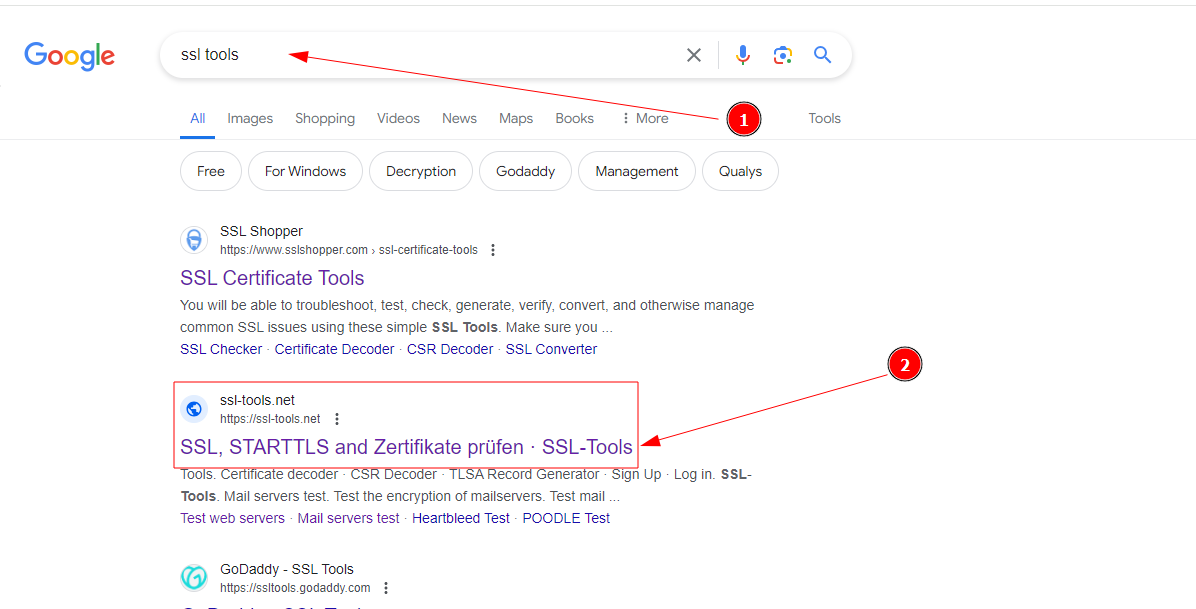 Google
ssl tools
All Images Shopping Videos News Maps Books More Tools
1
Free For Windows Decryption Godaddy Management Qualys
SSL Shopper
https://www.sslshopper.com › ssl-certificate-tools
SSL Certificate Tools
You will be able to troubleshoot, test, check, generate, verify, convert, and otherwise manage
common SSL issues using these simple SSL Tools. Make sure you ...
SSL Checker · Certificate Decoder · CSR Decoder · SSL Converter
2
ssl-tools.net
https://ssl-tools.net
SSL, STARTTLS and Zertifikate prüfen · SSL-Tools
Tools. Certificate decoder · CSR Decoder · TLSA Record Generator · Sign Up · Log in. SSL-
Tools. Mail servers test. Test the encryption of mailservers. Test mail ...
Test web servers · Mail servers test · Heartbleed Test · POODLE Test
GoDaddy - SSL Tools
https://ssltools.godaddy.com